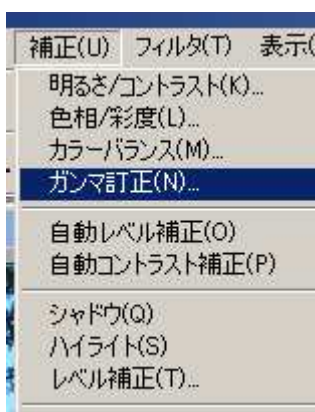 補正(U) フィルタ(T) 表示(
明るさ/コントラスト(K)...
色相/彩度(L)...
カラーバランス(M)...
ガンマ訂正(N)...
自動レベル補正(O)
自動コントラスト補正(P)
シャドウ(Q)
ハイライト(S)
レベル補正(T)...